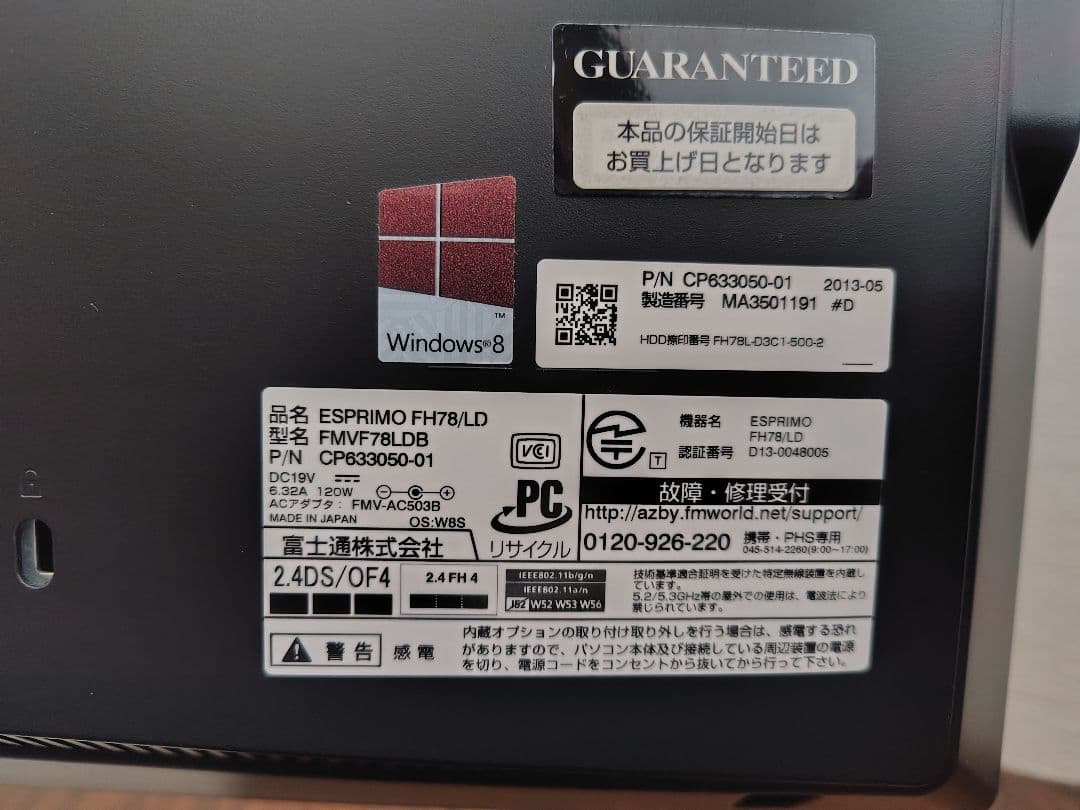 GUARANTEED
本品の保証開始日は
お買上げ日となります
Windows®8
™
P/N CP633050-01 2013-05
製造番号 MA3501191 #D
HDD捺印番号 FH78L-D3C1-500-2
品名 ESPRIMO FH78/LD
型名 FMVF78LDB
P/N CP633050-01
DC19V
6.32A 120W
ACアダプタ: FMV-AC503B
MADE IN JAPAN OS:W8S
富士通株式会社
VCI
PC
リサイクル
T
機器名 ESPRIMO
FH78/LD
認証番号 D13-0048005
故障・修理受付
http://azby.fmworld.net/support/
0120-926-220 携帯・PHS専用
045-514-2260(9:00~17:00)
2.4DS/OF4
2.4 FH 4
IEEE802.11b/g/n
IEEE802.11a/n
J52 W52 W53 W56
技術基準適合証明を受けた特定無線装置を内蔵し
ています。
5.2/5.3GHz帯の屋外での使用は、電波法により
禁じられています。
警告 感電
内蔵オプションの取り付け取り外しを行う場合は、感電する恐れ
がありますので、パソコン本体及び接続している周辺装置の電源
を切り、電源コードをコンセントから抜いてから行って下さい。